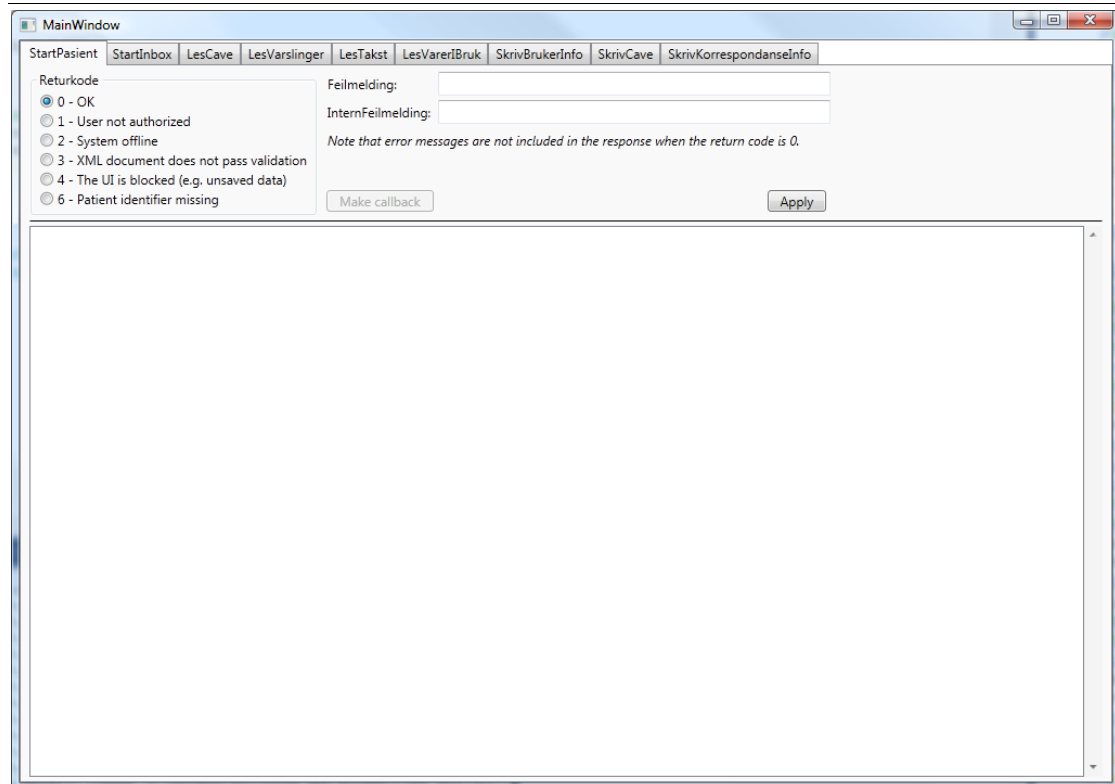 MainWindow
StartPasient StartInbox LesCave LesVarslinger LesTakst LesVarerIBruk SkrivBrukerInfo SkrivCave SkrivKorrespondanseInfo
Returkode
0 - OK
1 - User not authorized
2 - System offline
3 - XML document does not pass validation
4 - The UI is blocked (e.g. unsaved data)
6 - Patient identifier missing
Feilmelding:
InternFeilmelding:
Note that error messages are not included in the response when the return code is 0.
Make callback Apply